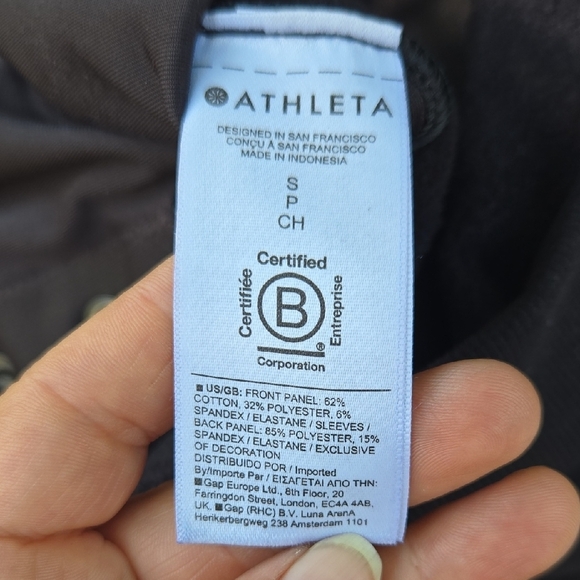 ATHLETA
DESIGNED IN SAN FRANCISCO
CONÇU À SAN FRANCISCO
MADE IN INDONESIA
S
P
CH
Certified
Certifiée
B
Entreprise
®
Corporation
■ US/GB: FRONT PANEL: 62%
COTTON, 32% POLYESTER, 6%
SPANDEX / ELASTANE / SLEEVES /
BACK PANEL: 85% POLYESTER, 15%
SPANDEX / ELASTANE / EXCLUSIVE
OF DECORATION
DISTRIBUIDO POR / Imported
By/Importe Par / ΕΙΣΑΓΕΤΑΙ ΑΠΟ ΤΗΝ:
■ Gap Europe Ltd., 6th Floor, 20
Farringdon Street, London, EC4A 4AB,
UK. ■ Gap (RHC) B.V. Luna ArenA
Herikerbergweg 238 Amsterdam 1101